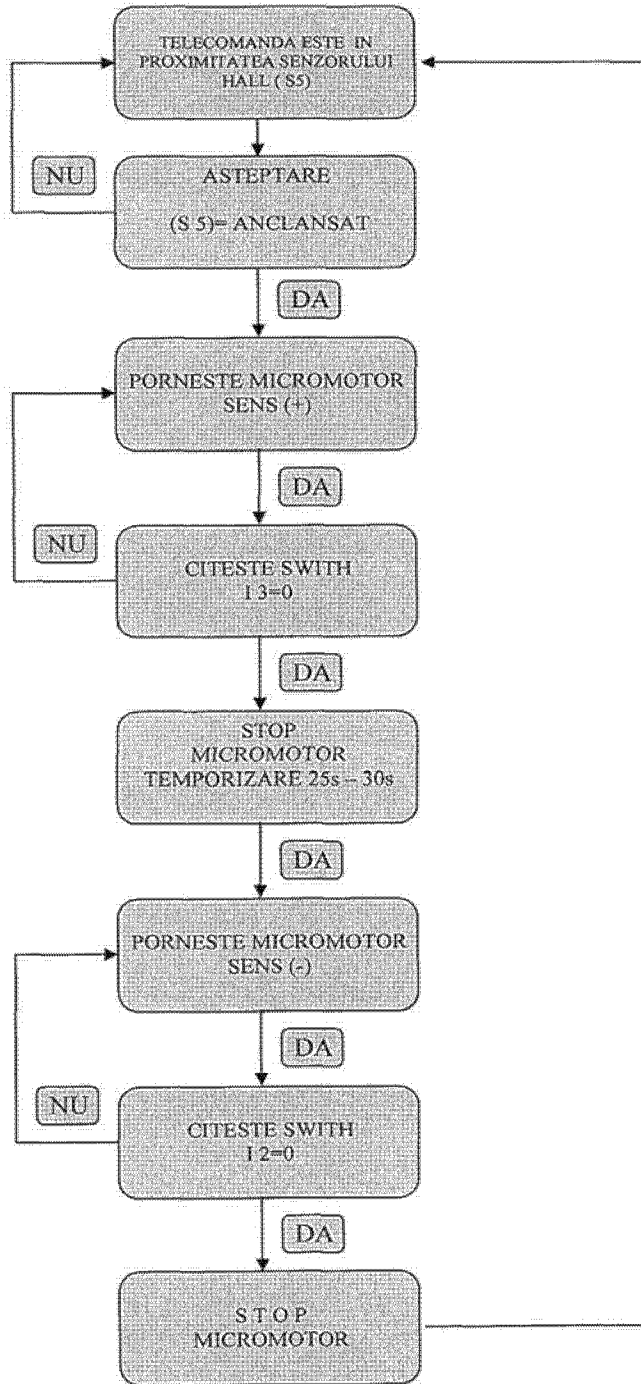 TELECOMANDA ESTE IN
PROXIMITATEA SENZORULUI
HALL ( S5)
NU
ASTEPTARE
(S 5)= ANCLANSAT
DA
PORNESTE MICROMOTOR
SENS (+)
DA
NU
CITESTE SWITH
I 3=0
DA
STOP
MICROMOTOR
TEMPORIZARE 25s – 30s
DA
PORNESTE MICROMOTOR
SENS (-)
DA
NU
CITESTE SWITH
I 2=0
DA
S T O P
MICROMOTOR